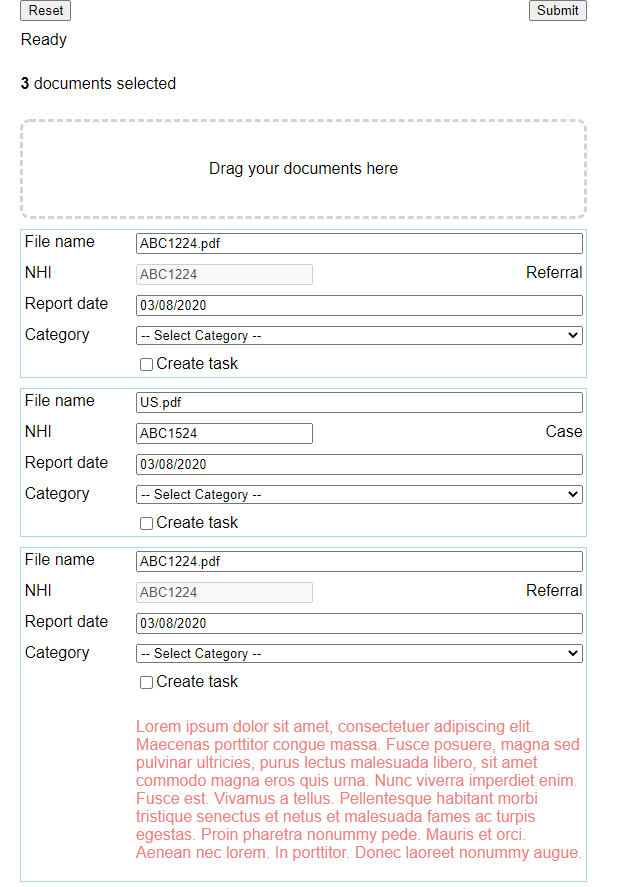 Reset Submit
Ready
3 documents selected
Drag your documents here
File name ABC1224.pdf
NHI ABC1224 Referral
Report date 03/08/2020
Category -- Select Category --
Create task
File name US.pdf
NHI ABC1524 Case
Report date 03/08/2020
Category -- Select Category --
Create task
File name ABC1224.pdf
NHI ABC1224 Referral
Report date 03/08/2020
Category -- Select Category --
Create task
Lorem ipsum dolor sit amet, consectetuer adipiscing elit.
Maecenas porttitor congue massa. Fusce posuere, magna sed
pulvinar ultricies, purus lectus malesuada libero, sit amet
commodo magna eros quis urna. Nunc viverra imperdiet enim.
Fusce est. Vivamus a tellus. Pellentesque habitant morbi
tristique senectus et netus et malesuada fames ac turpis
egestas. Proin pharetra nonummy pede. Mauris et orci.
Aenean nec lorem. In porttitor. Donec laoreet nonummy augue.